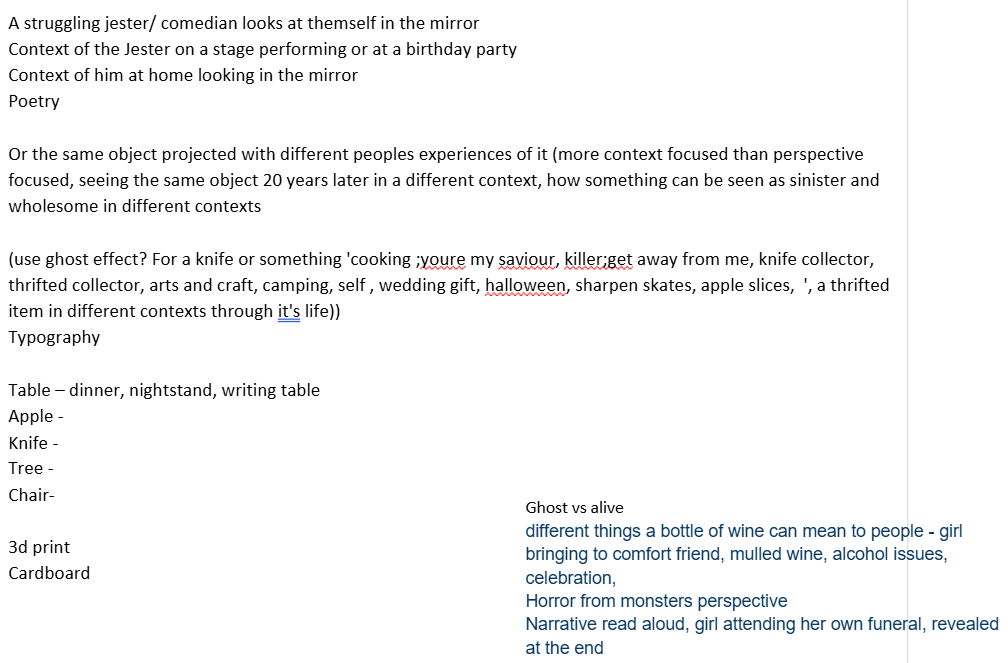 A struggling jester/ comedian looks at themself in the mirror
Context of the Jester on a stage performing or at a birthday party
Context of him at home looking in the mirror
Poetry
Or the same object projected with different peoples experiences of it (more context focused than perspective
focused, seeing the same object 20 years later in a different context, how something can be seen as sinister and
wholesome in different contexts
(use ghost effect? For a knife or something 'cooking ;youre my saviour, killer;get away from me, knife collector,
thrifted collector, arts and craft, camping, self , wedding gift, halloween, sharpen skates, apple slices,  ', a thrifted
item in different contexts through it's life))
Typography
Table – dinner, nightstand, writing table
Apple -
Knife -
Tree -
Chair-
3d print
Cardboard
Ghost vs alive
different things a bottle of wine can mean to people - girl
bringing to comfort friend, mulled wine, alcohol issues,
celebration,
Horror from monsters perspective
Narrative read aloud, girl attending her own funeral, revealed
at the end